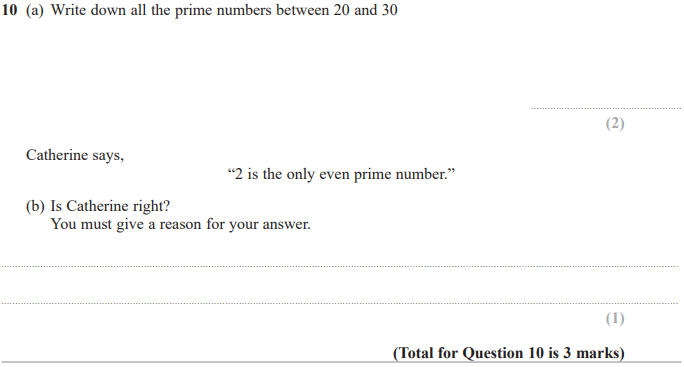 10 (a) Write down all the prime numbers between 20 and 30
(2)
Catherine says,
“2 is the only even prime number.”
(b) Is Catherine right?
You must give a reason for your answer.
(1)
(Total for Question 10 is 3 marks)